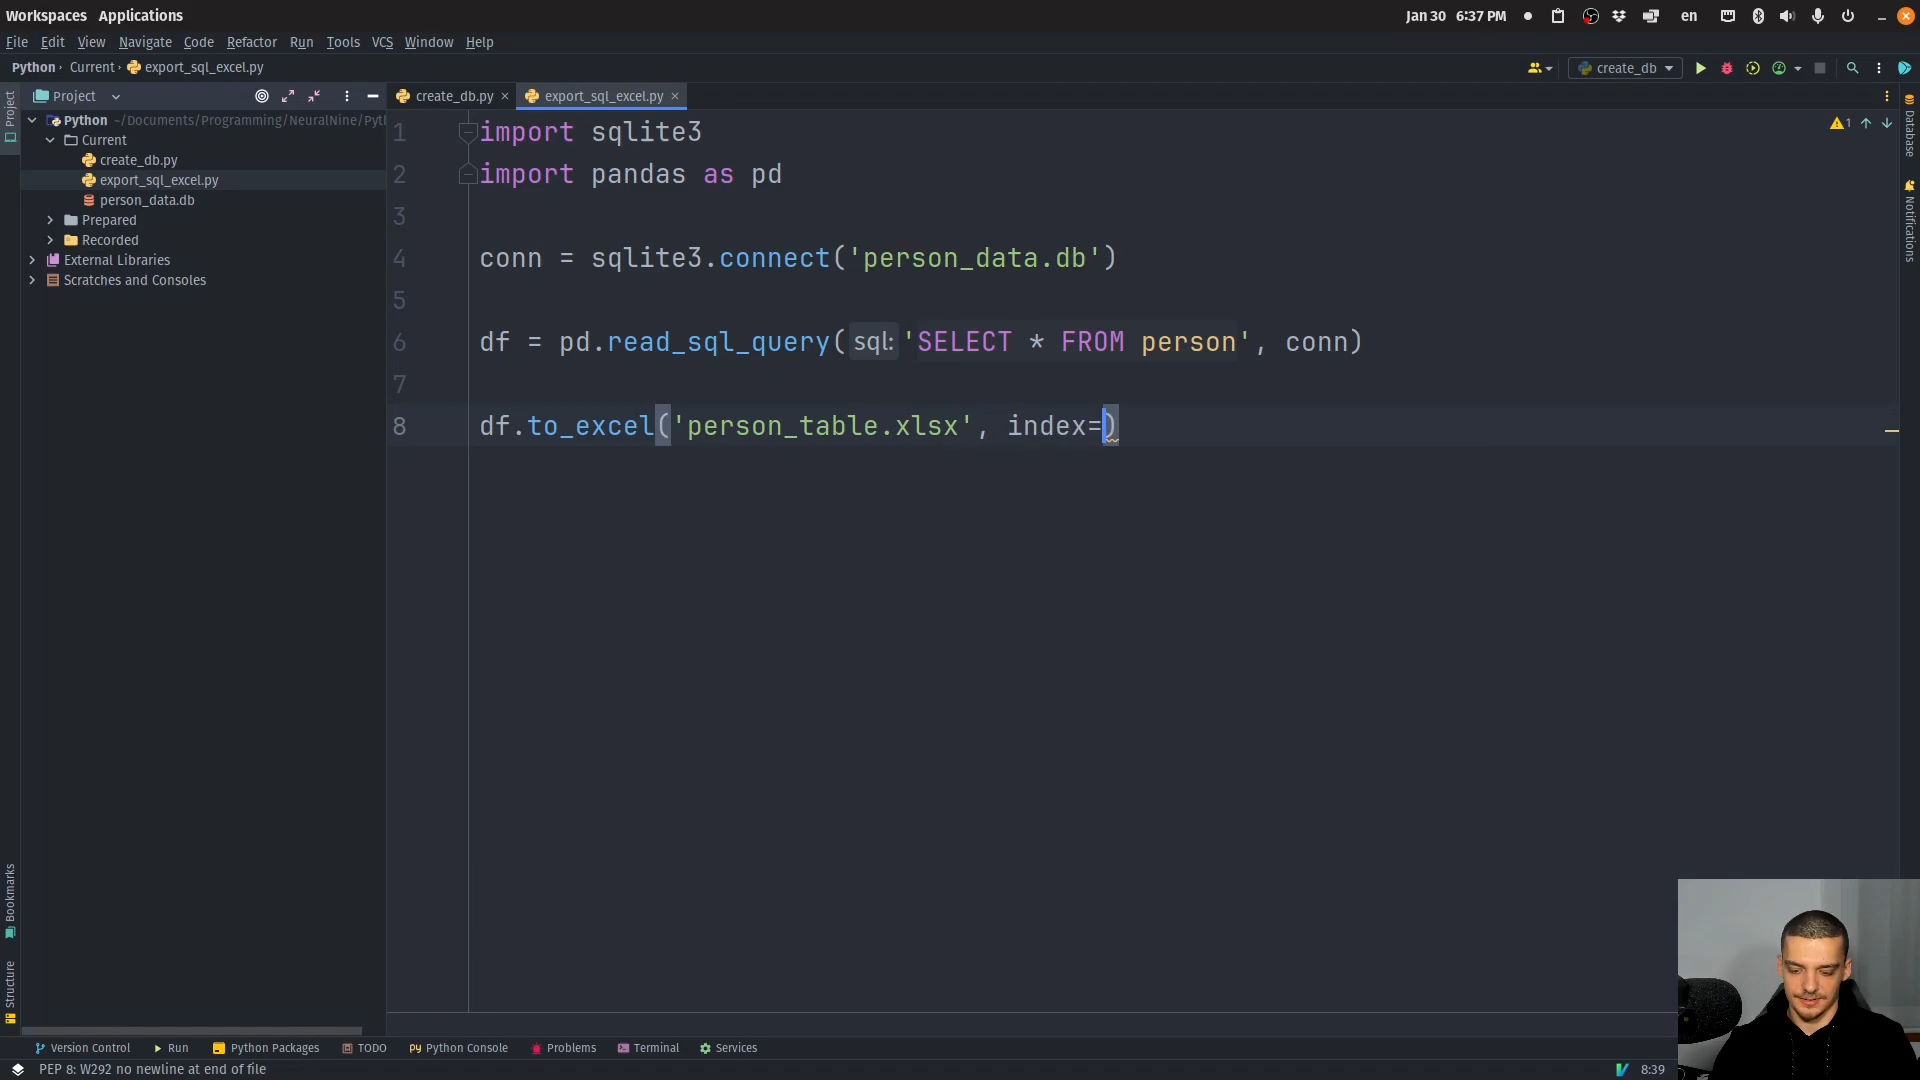 Workspaces Applications Jan 30 6:37 PM en
File Edit View Navigate Code Refactor Run Tools VCS Window Help
Python Current export_sql_excel.py create_db
Project create_db.py export_sql_excel.py
Python ~/Documents/Programming/NeuralNine/Pyt
Current
create_db.py
export_sql_excel.py
person_data.db
Prepared
Recorded
External Libraries
Scratches and Consoles
Project
Bookmarks
Structure
1 import sqlite3
2 import pandas as pd
3
4 conn = sqlite3.connect('person_data.db')
5
6 df = pd.read_sql_query( sql: 'SELECT * FROM person', conn)
7
8 df.to_excel('person_table.xlsx', index=)
1
Database
Notifications
Version Control Run Python Packages TODO Python Console Problems Terminal Services
PEP 8: W292 no newline at end of file 8:39